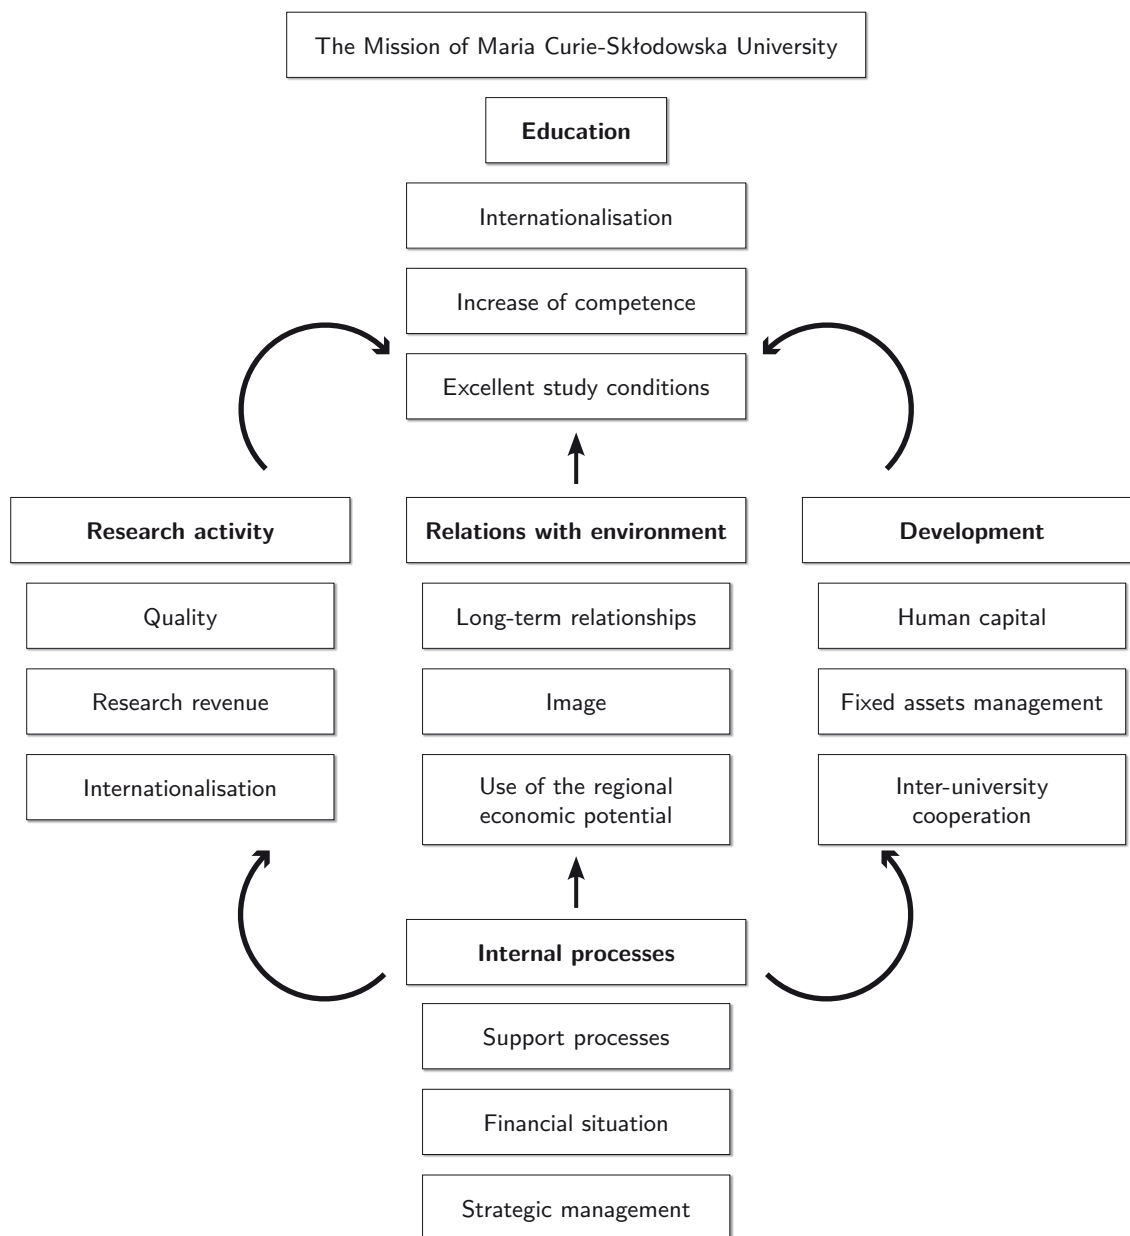 The Mission of Maria Curie-Skłodowska University
Education
Internationalisation
Increase of competence
Excellent study conditions
Research activity
Quality
Research revenue
Internationalisation
Relations with environment
Long-term relationships
Image
Use of the regional
economic potential
Development
Human capital
Fixed assets management
Inter-university
cooperation
Internal processes
Support processes
Financial situation
Strategic management